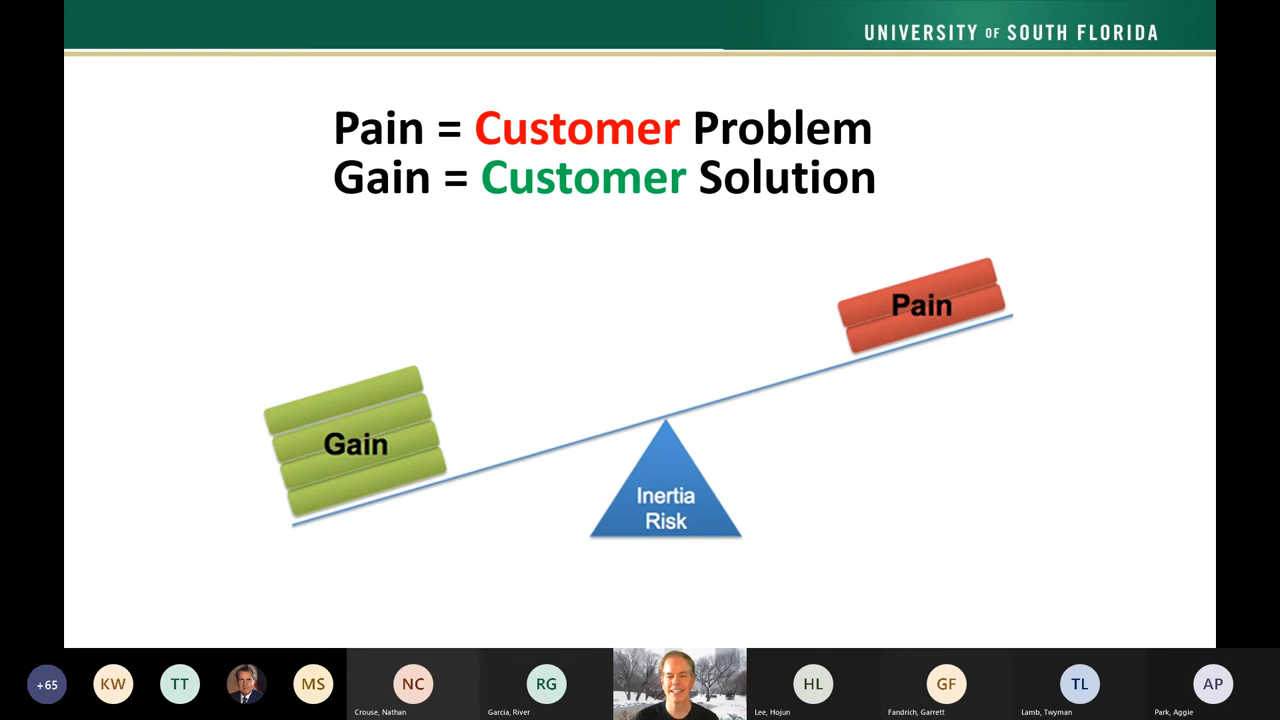 UNIVERSITY OF SOUTH FLORIDA
Pain = Customer Problem
Gain = Customer Solution
Pain
Gain
Inertia
Risk
+65
KW
TT
MS
NC
Crouse, Nathan
RG
Garcia, River
HL
Lee, Hojun
GF
Fandrich, Garrett
TL
Lamb, Twyman
AP
Park, Aggie